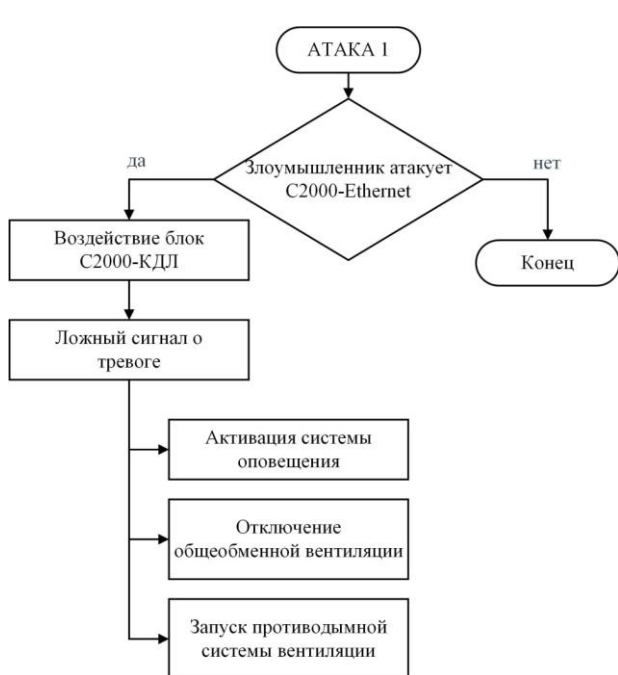 АТАКА 1
да
Злоумышленник атакует
С2000-Ethernet
нет
Воздействие блок
С2000-КДЛ
Конец
Ложный сигнал о
тревоге
Активация системы
оповещения
Отключение
общеобменной вентиляции
Запуск противодымной
системы вентиляции